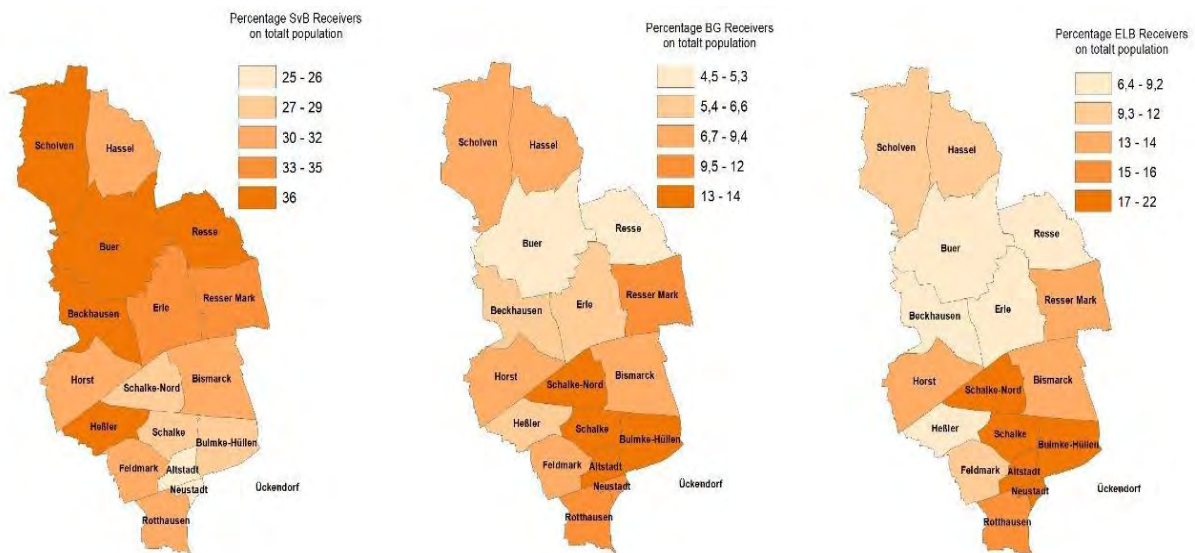 Percentage SvB Receivers
on totalt population
25 - 26
27 - 29
30 - 32
33 - 35
36
Scholven
Hassel
Buer
Resse
Beckhausen
Erle
Resser Mark
Horst
Schalke-Nord
Bismarck
Heßler
Schalke
Bulmke-Hüllen
Feldmark
Altstadt
Neustadt
Ückendorf
Rotthausen
Percentage BG Receivers
on totalt population
4,5 - 5,3
5,4 - 6,6
6,7 - 9,4
9,5 - 12
13 - 14
Scholven
Hassel
Buer
Resse
Beckhausen
Erle
Resser Mark
Horst
Schalke-Nord
Bismarck
Heßler
Schalke
Bulmke-Hüllen
Feldmark
Altstadt
Neustadt
Ückendorf
Rotthausen
Percentage ELB Receivers
on totalt population
6,4 - 9,2
9,3 - 12
13 - 14
15 - 16
17 - 22
Scholven
Hassel
Buer
Resse
Beckhausen
Erle
Resser Mark
Horst
Schalke-Nord
Bismarck
Heßler
Schalke
Bulmke-Hüllen
Feldmark
Altstadt
Neustadt
Ückendorf
Rotthausen